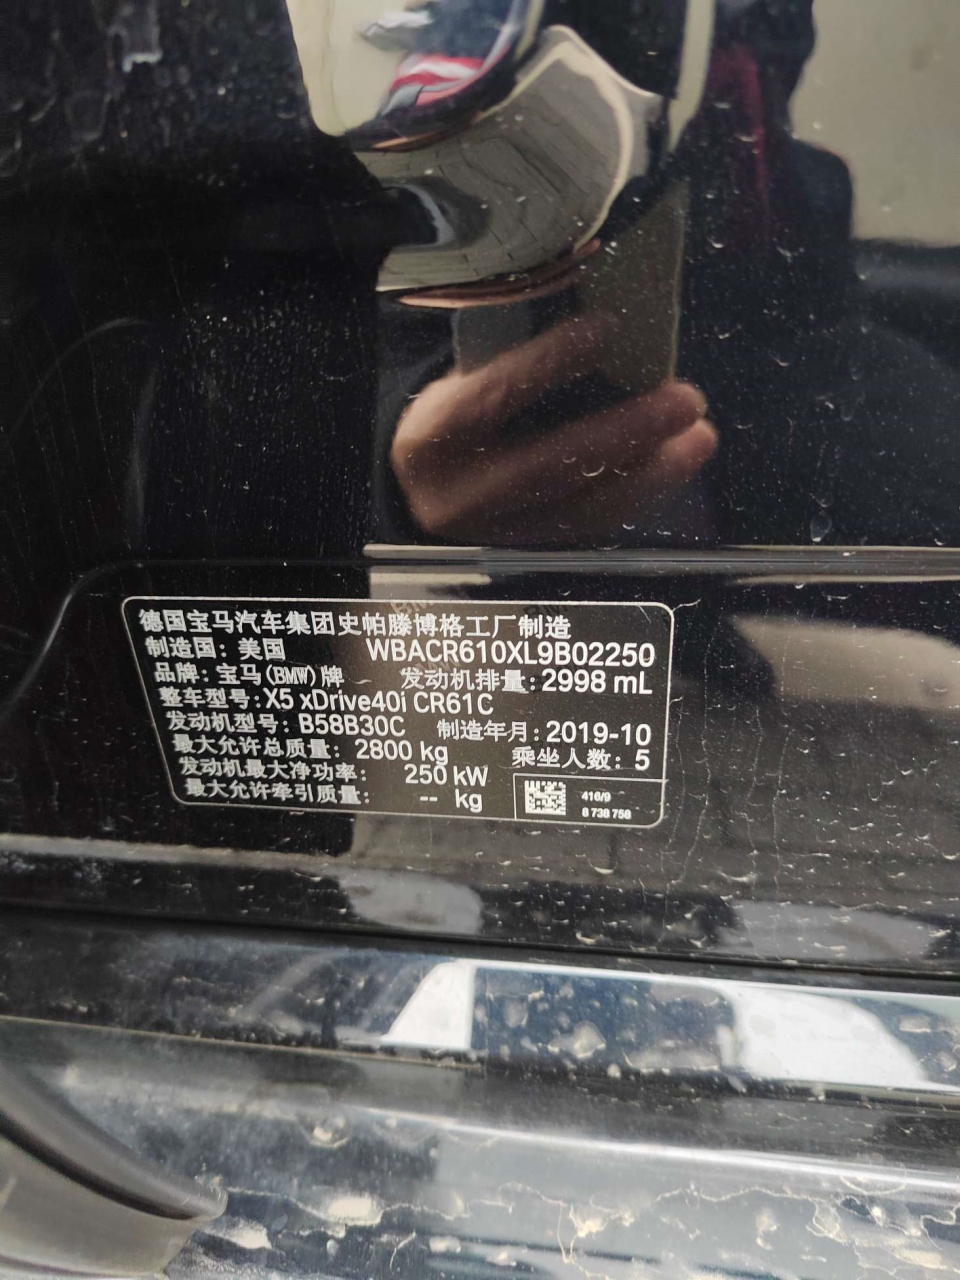 德国宝马汽车集团史帕滕博格工厂制造
制造国：美国 WBACR610XL9B02250
品牌：宝马(BMW)牌 发动机排量：2998 mL
整车型号：X5 xDrive40i CR61C
发动机型号：B58B30C 制造年月：2019-10
最大允许总质量：2800 kg 乘坐人数：5
发动机最大净功率：250 kW
最大允许牵引质量：-- kg
416/9
8 738 758